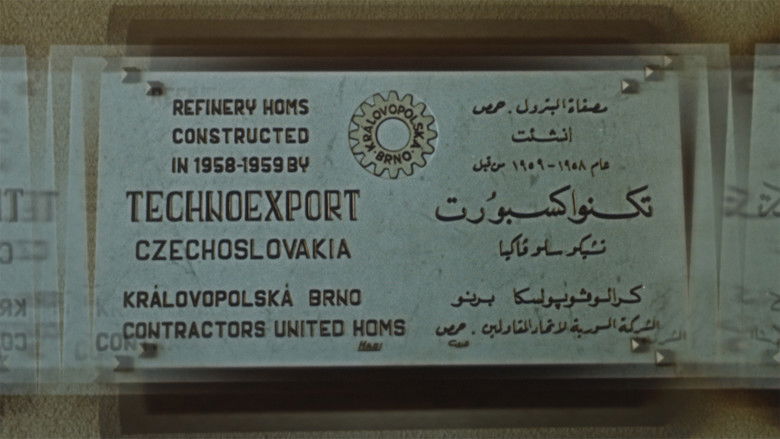 REFINERY HOMS
CONSTRUCTED
IN 1958-1959 BY
TECHNOEXPORT
CZECHOSLOVAKIA
KRÁLOVOPOLSKÁ BRNO
CONTRACTORS UNITED HOMS
KRÁLOVOPOLSKÁ
· BRNO ·
مصفاة البترول . حمص
انشئت
عام ١٩٥٨ - ١٩٥٩ من قبل
تكنواكسبورت
تشيكوسلوفاكيا
كرالوفوبولسكا برنو
الشركة السورية لاتحاد المقاولين . حمص